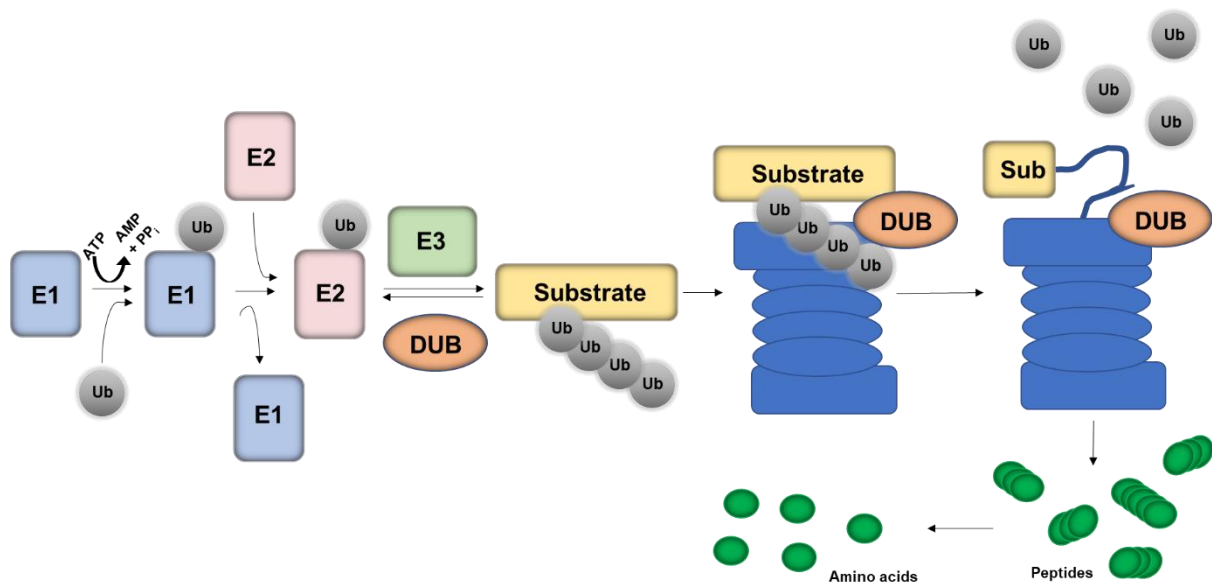 E1
ATP
AMP
+ PPi
Ub
Ub
E1
E2
E1
Ub
E2
E3
DUB
Substrate
Ub
Ub
Ub
Ub
Substrate
DUB
Ub
Ub
Ub
Ub
Ub
Ub
Ub
Ub
Sub
DUB
Peptides
Amino acids